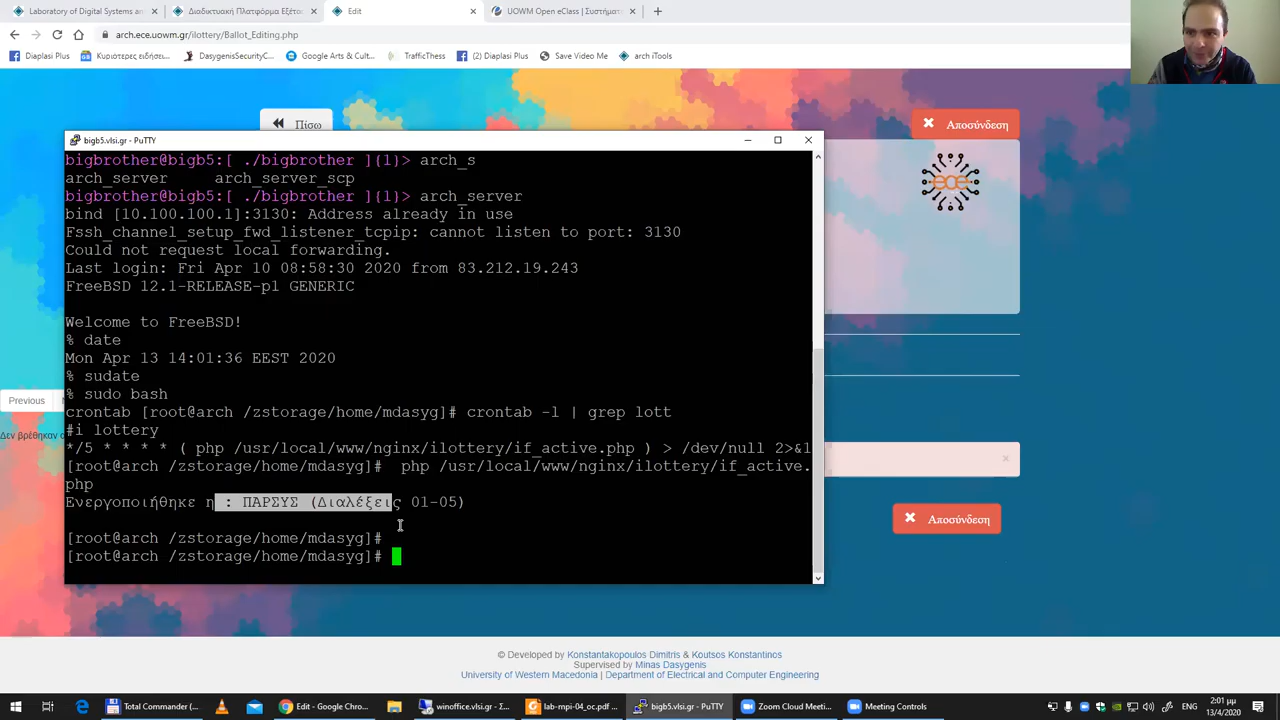 Laboratory of Digital Systems an
Διαδικτυακή Πλατφόρμα Εξέτασ
Edit
UOWM Open eClass | Συστήματ
arch.ece.uowm.gr/ilottery/Ballot_Editing.php
Diaplasi Plus
Κυριοτερες ειδήσει...
DasygenisSecurityC...
Google Arts & Cult...
TrafficThess
(2) Diaplasi Plus
Save Video Me
arch iTools
Πίσω
Αποσύνδεση
bigb5.vlsi.gr - PuTTY
bigbrother@bigb5:[ ./bigbrother ]{1}> arch_s
arch_server arch_server_scp
bigbrother@bigb5:[ ./bigbrother ]{1}> arch_server
bind [10.100.100.1]:3130: Address already in use
Fssh_channel_setup_fwd_listener_tcpip: cannot listen to port: 3130
Could not request local forwarding.
Last login: Fri Apr 10 08:58:30 2020 from 83.212.19.243
FreeBSD 12.1-RELEASE-p1 GENERIC
Welcome to FreeBSD!
% date
Mon Apr 13 14:01:36 EEST 2020
% sudate
% sudo bash
crontab [root@arch /zstorage/home/mdasyg]# crontab -l | grep lott
#i lottery
*/5 * * * * ( php /usr/local/www/nginx/ilottery/if_active.php ) > /dev/null 2>&1
[root@arch /zstorage/home/mdasyg]# php /usr/local/www/nginx/ilottery/if_active.
php
Ενεργοποιήθηκε η : ΠΑΡΣΥΣ (Διαλέξεις 01-05)
[root@arch /zstorage/home/mdasyg]#
[root@arch /zstorage/home/mdasyg]#
Previous
Δεν βρέθηκαν
Αποσύνδεση
© Developed by Konstantakopoulos Dimitris & Koutsos Konstantinos
Supervised by Minas Dasygenis
University of Western Macedonia | Department of Electrical and Computer Engineering
Total Commander (...
Edit - Google Chro...
winoffice.vlsi.gr - ...
lab-mpi-04_oc.pdf ...
bigb5.vlsi.gr - PuTTY
Zoom Cloud Meeti...
Meeting Controls
2:01 μμ
13/4/2020